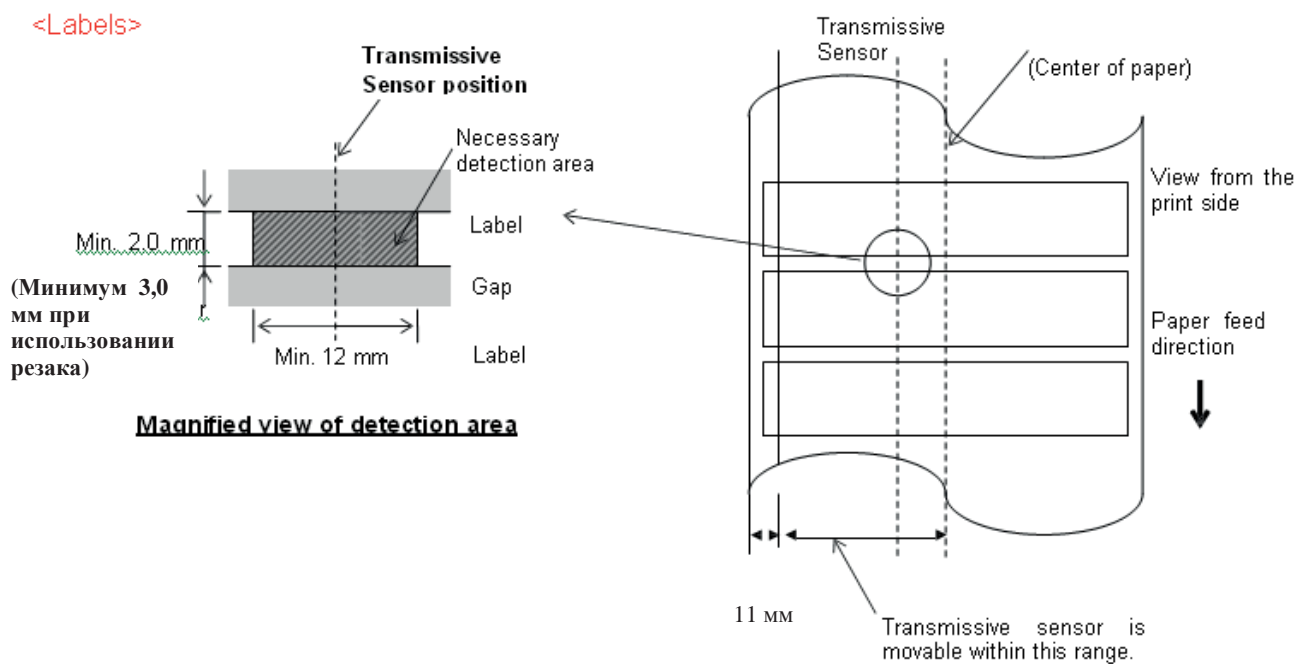 <Labels>
Transmissive
Sensor position
Necessary
detection area
Label
Min. 2.0 mm
Gap
(Минимум 3,0
мм при
использовании
резака)
r
Min. 12 mm
Label
Magnified view of detection area
Transmissive
Sensor
(Center of paper)
View from the
print side
Paper feed
direction
11 мм
Transmissive sensor is
movable within this range.